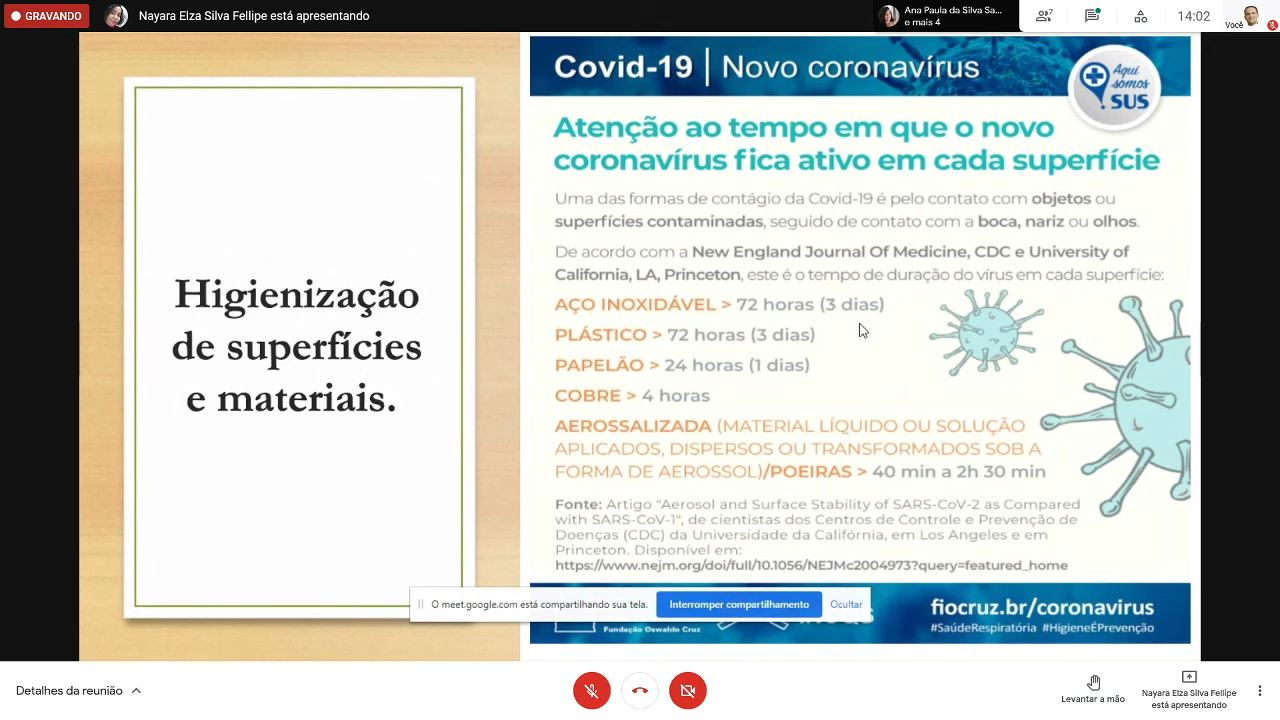 GRAVANDO
Nayara Elza Silva Fellipe está apresentando
Ana Paula da Silva Sa...
e mais 4
7
14:02
Você
Higienização
de superfícies
e materiais.
Covid-19 | Novo coronavírus
Aqui
somos
SUS
Atenção ao tempo em que o novo
coronavírus fica ativo em cada superfície
Uma das formas de contágio da Covid-19 é pelo contato com objetos ou
superfícies contaminadas, seguido de contato com a boca, nariz ou olhos.
De acordo com a New England Journal Of Medicine, CDC e University of
California, LA, Princeton, este é o tempo de duração do vírus em cada superfície:
AÇO INOXIDÁVEL > 72 horas (3 dias)
PLÁSTICO > 72 horas (3 dias)
PAPELÃO > 24 horas (1 dia)
COBRE > 4 horas
AEROSSALIZADA (MATERIAL LÍQUIDO OU SOLUÇÃO
APLICADOS, DISPERSOS OU TRANSFORMADOS SOB A
FORMA DE AEROSSOL)/POEIRAS > 40 min a 2h 30 min
Fonte: Artigo "Aerosol and Surface Stability of SARS-CoV-2 as Compared
with SARS-CoV-1", de cientistas dos Centros de Controle e Prevenção de
Doenças (CDC) da Universidade da Califórnia, em Los Angeles e em
Princeton. Disponível em:
https://www.nejm.org/doi/full/10.1056/NEJMc2004973?query=featured_home
O meet.google.com está compartilhando sua tela.
Interromper compartilhamento
Ocultar
Fundação Oswaldo Cruz
fiocruz.br/coronavirus
#SaúdeRespiratória #HigieneÉPrevenção
Detalhes da reunião
Levantar a mão
Nayara Elza Silva Fellipe
está apresentando